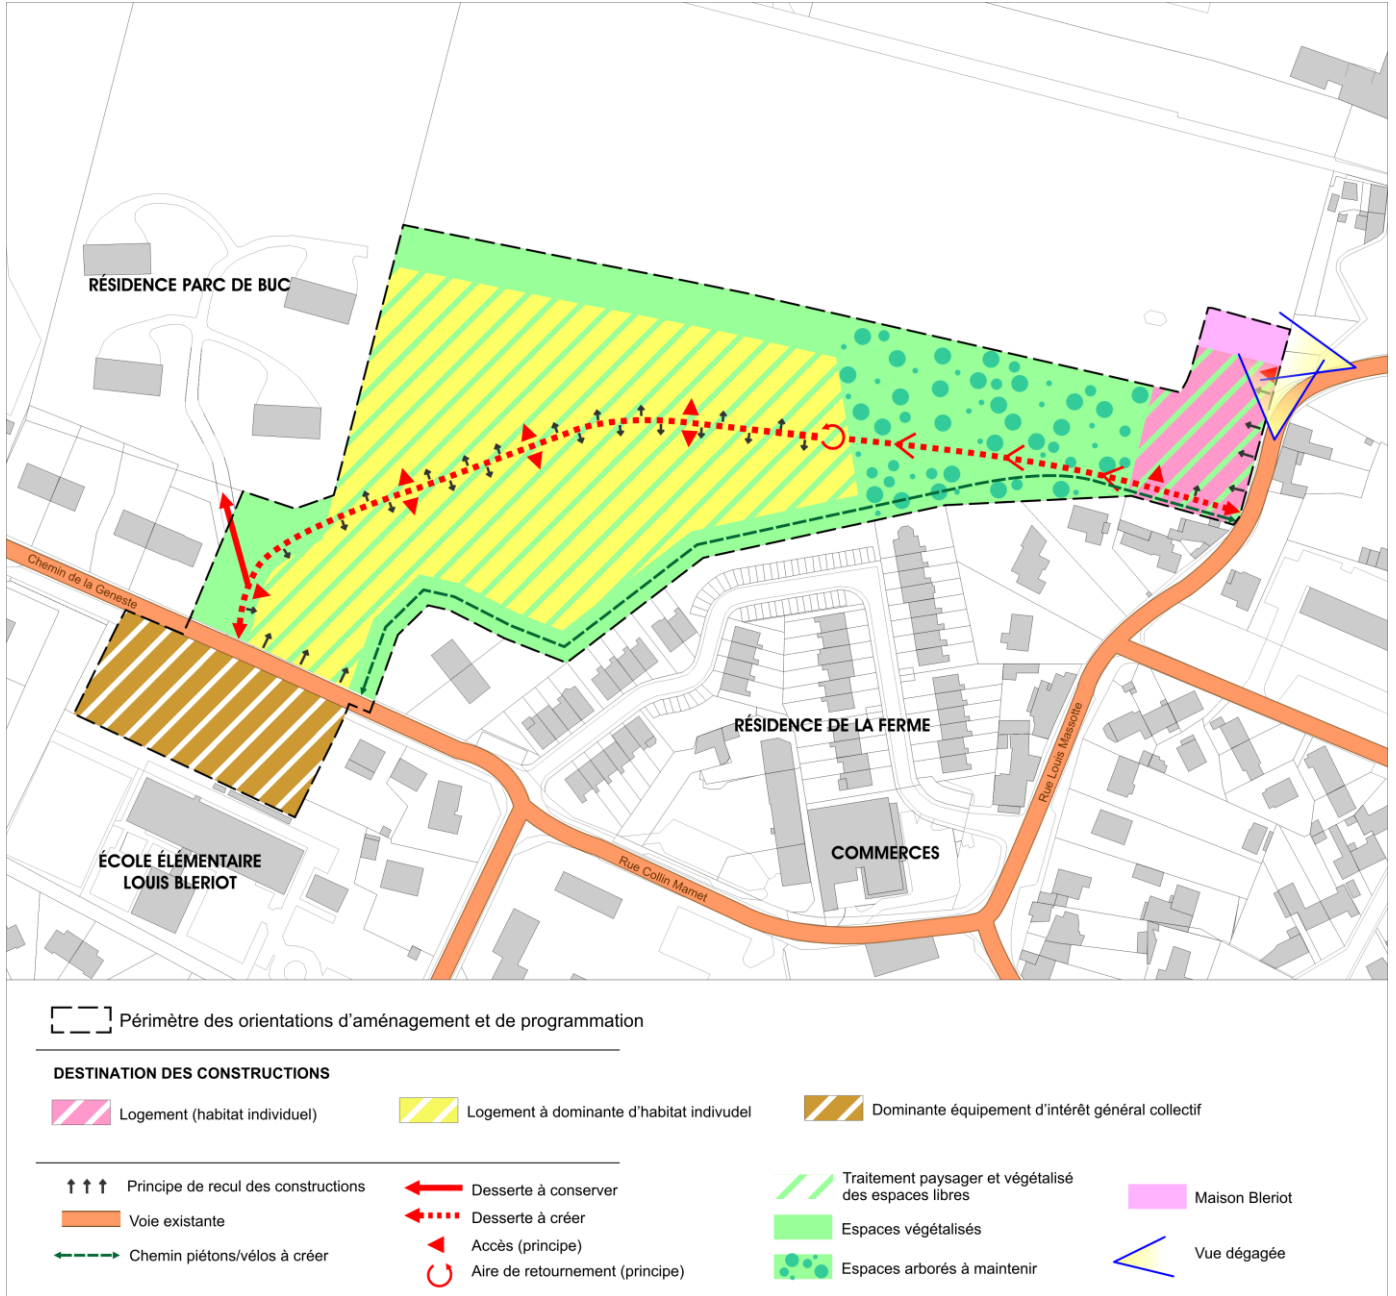 RÉSIDENCE PARC DE BUC
Chemin de la Geneste
RÉSIDENCE DE LA FERME
Rue Louis Massotte
ÉCOLE ÉLÉMENTAIRE
LOUIS BLERIOT
COMMERCES
Rue Collin Mamet
Périmètre des orientations d'aménagement et de programmation
DESTINATION DES CONSTRUCTIONS
Logement (habitat individuel)
Logement à dominante d'habitat indivudel
Dominante équipement d'intérêt général collectif
Principe de recul des constructions
Voie existante
Chemin piétons/vélos à créer
Desserte à conserver
Desserte à créer
Accès (principe)
Aire de retournement (principe)
Traitement paysager et végétalisé
des espaces libres
Espaces végétalisés
Espaces arborés à maintenir
Maison Bleriot
Vue dégagée